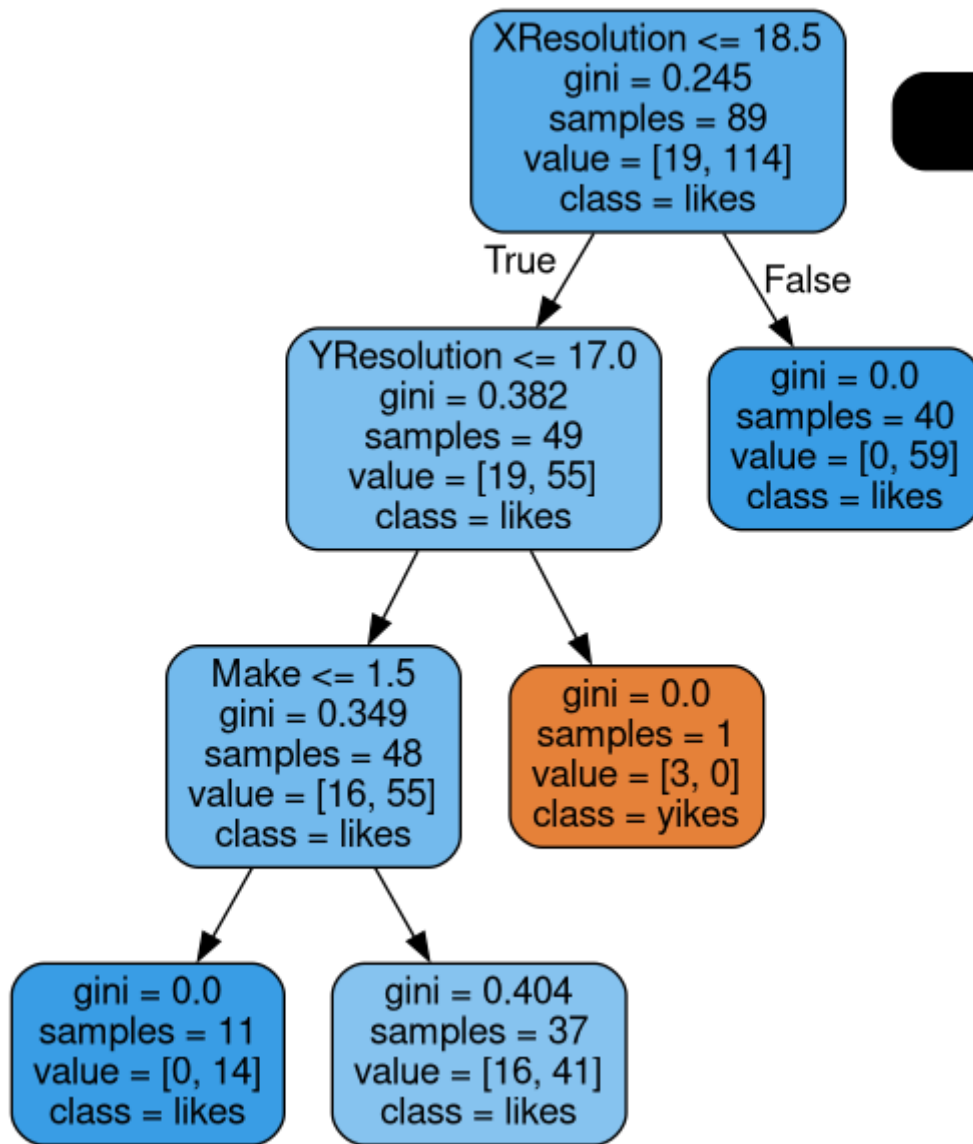 XResolution <= 18.5
gini = 0.245
samples = 89
value = [19, 114]
class = likes
True
False
YResolution <= 17.0
gini = 0.382
samples = 49
value = [19, 55]
class = likes
gini = 0.0
samples = 40
value = [0, 59]
class = likes
Make <= 1.5
gini = 0.349
samples = 48
value = [16, 55]
class = likes
gini = 0.0
samples = 1
value = [3, 0]
class = yikes
gini = 0.0
samples = 11
value = [0, 14]
class = likes
gini = 0.404
samples = 37
value = [16, 41]
class = likes